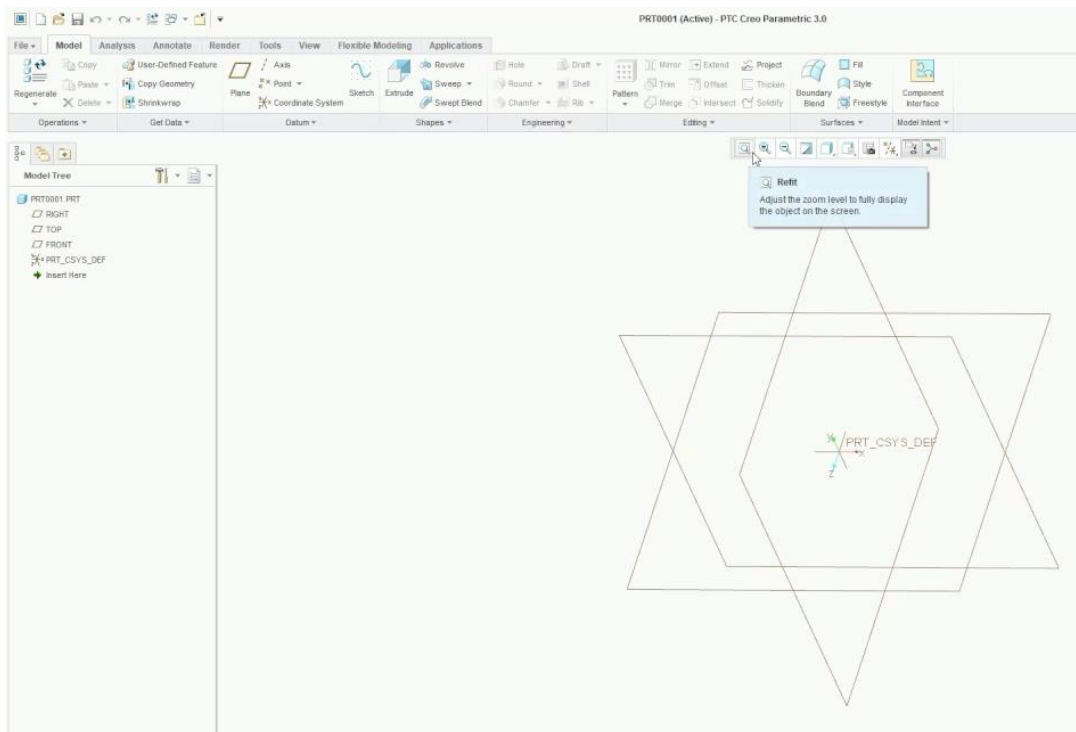 PRT0001 (Active) - PTC Creo Parametric 3.0
File Model Analysis Annotate Render Tools View Flexible Modeling Applications
Regenerate
Copy
Paste
Delete
Operations
User-Defined Feature
Copy Geometry
Shrinkwrap
Get Data
Plane
Axis
Point
Coordinate System
Sketch
Datum
Extrude
Revolve
Sweep
Swept Blend
Shapes
Hole
Round
Chamfer
Draft
Shell
Rib
Engineering
Pattern
Mirror
Trim
Merge
Extend
Offset
Intersect
Project
Thicken
Solidify
Editing
Boundary
Blend
Fill
Style
Freestyle
Surfaces
Component
Interface
Model Intent
Refit
Adjust the zoom level to fully display
the object on the screen.
Model Tree
PRT0001.PRT
RIGHT
TOP
FRONT
PRT_CSYS_DEF
Insert Here
Y
PRT_CSYS_DEF
X
Z